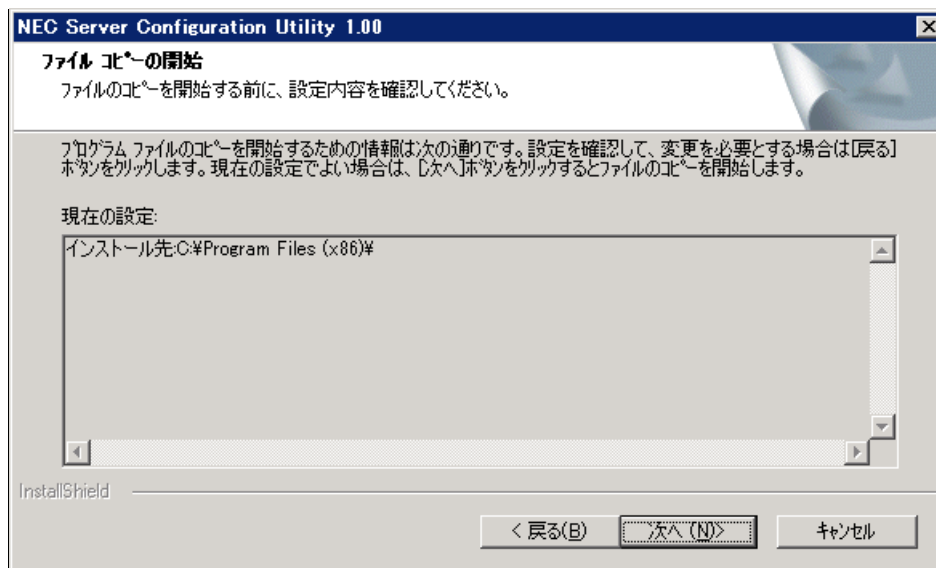 NEC Server Configuration Utility 1.00
ファイル コピーの開始
ファイルのコピーを開始する前に、設定内容を確認してください。
プログラム ファイルのコピーを開始するための情報は次の通りです。設定を確認して、変更を必要とする場合は[戻る]
ボタンをクリックします。現在の設定でよい場合は、[次へ]ボタンをクリックするとファイルのコピーを開始します。
現在の設定:
インストール先:C:¥Program Files (x86)¥
InstallShield
< 戻る(B)
次へ (N)>
キャンセル